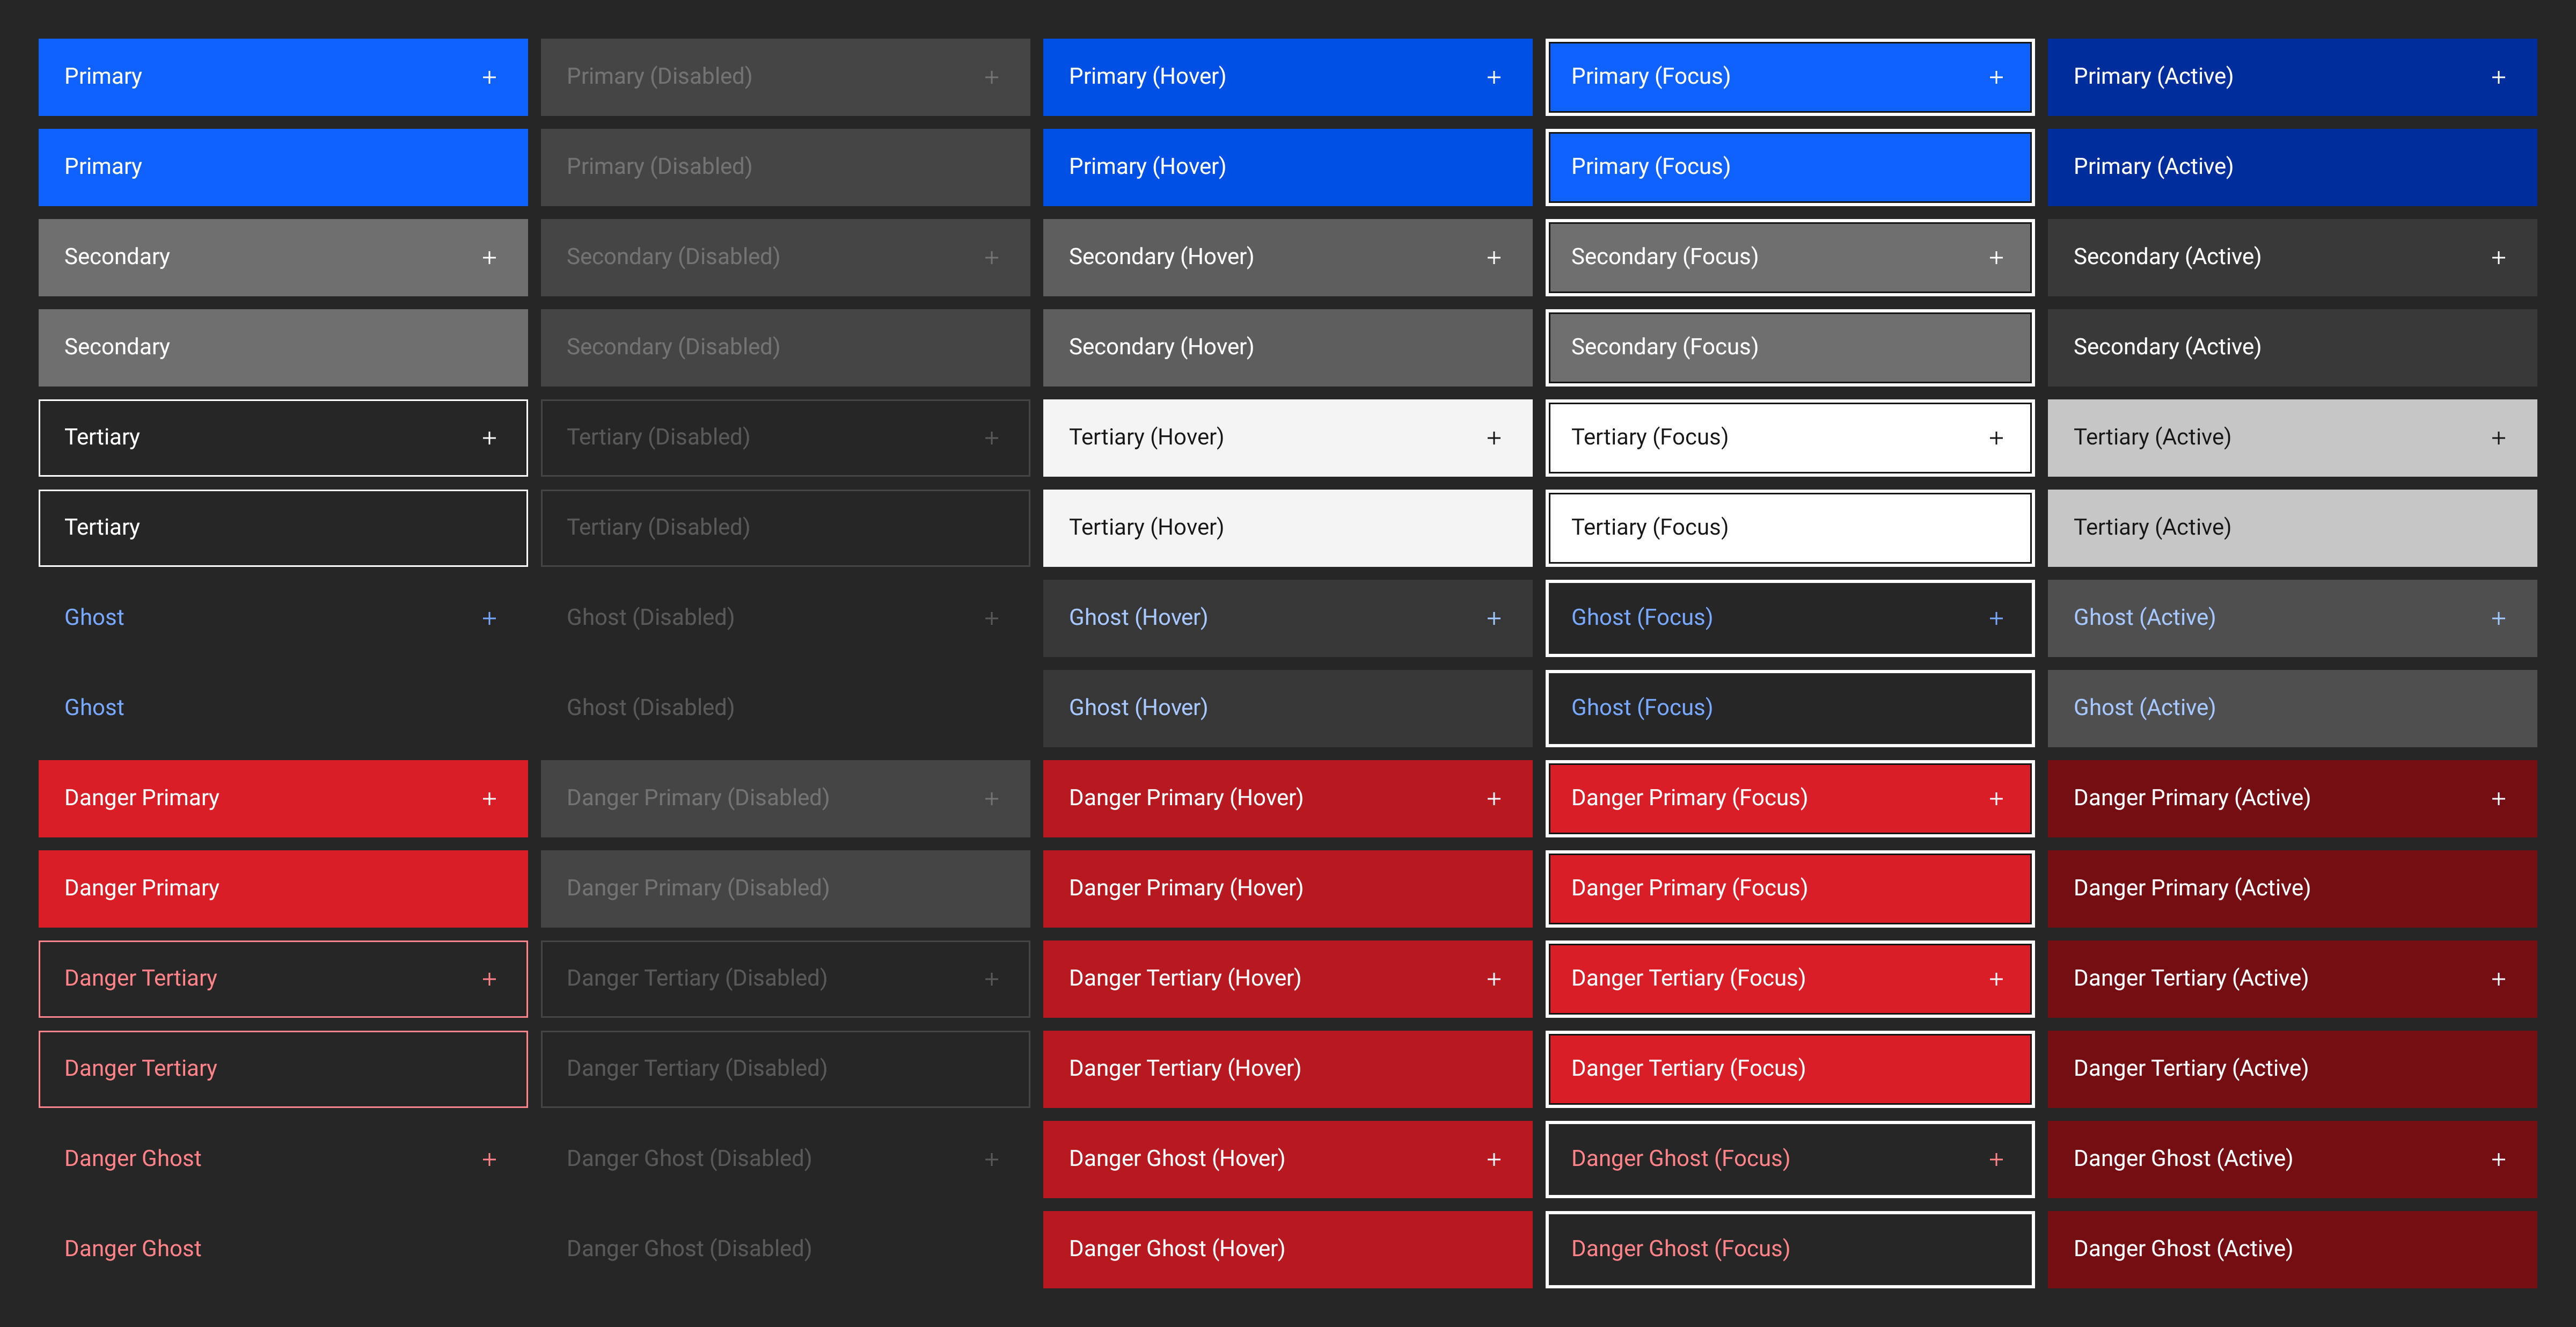 Primary + Primary (Disabled) + Primary (Hover) + Primary (Focus) + Primary (Active) +
Primary Primary (Disabled) Primary (Hover) Primary (Focus) Primary (Active)
Secondary + Secondary (Disabled) + Secondary (Hover) + Secondary (Focus) + Secondary (Active) +
Secondary Secondary (Disabled) Secondary (Hover) Secondary (Focus) Secondary (Active)
Tertiary + Tertiary (Disabled) + Tertiary (Hover) + Tertiary (Focus) + Tertiary (Active) +
Tertiary Tertiary (Disabled) Tertiary (Hover) Tertiary (Focus) Tertiary (Active)
Ghost + Ghost (Disabled) + Ghost (Hover) + Ghost (Focus) + Ghost (Active) +
Ghost Ghost (Disabled) Ghost (Hover) Ghost (Focus) Ghost (Active)
Danger Primary + Danger Primary (Disabled) + Danger Primary (Hover) + Danger Primary (Focus) + Danger Primary (Active) +
Danger Primary Danger Primary (Disabled) Danger Primary (Hover) Danger Primary (Focus) Danger Primary (Active)
Danger Tertiary + Danger Tertiary (Disabled) + Danger Tertiary (Hover) + Danger Tertiary (Focus) + Danger Tertiary (Active) +
Danger Tertiary Danger Tertiary (Disabled) Danger Tertiary (Hover) Danger Tertiary (Focus) Danger Tertiary (Active)
Danger Ghost + Danger Ghost (Disabled) + Danger Ghost (Hover) + Danger Ghost (Focus) + Danger Ghost (Active) +
Danger Ghost Danger Ghost (Disabled) Danger Ghost (Hover) Danger Ghost (Focus) Danger Ghost (Active)